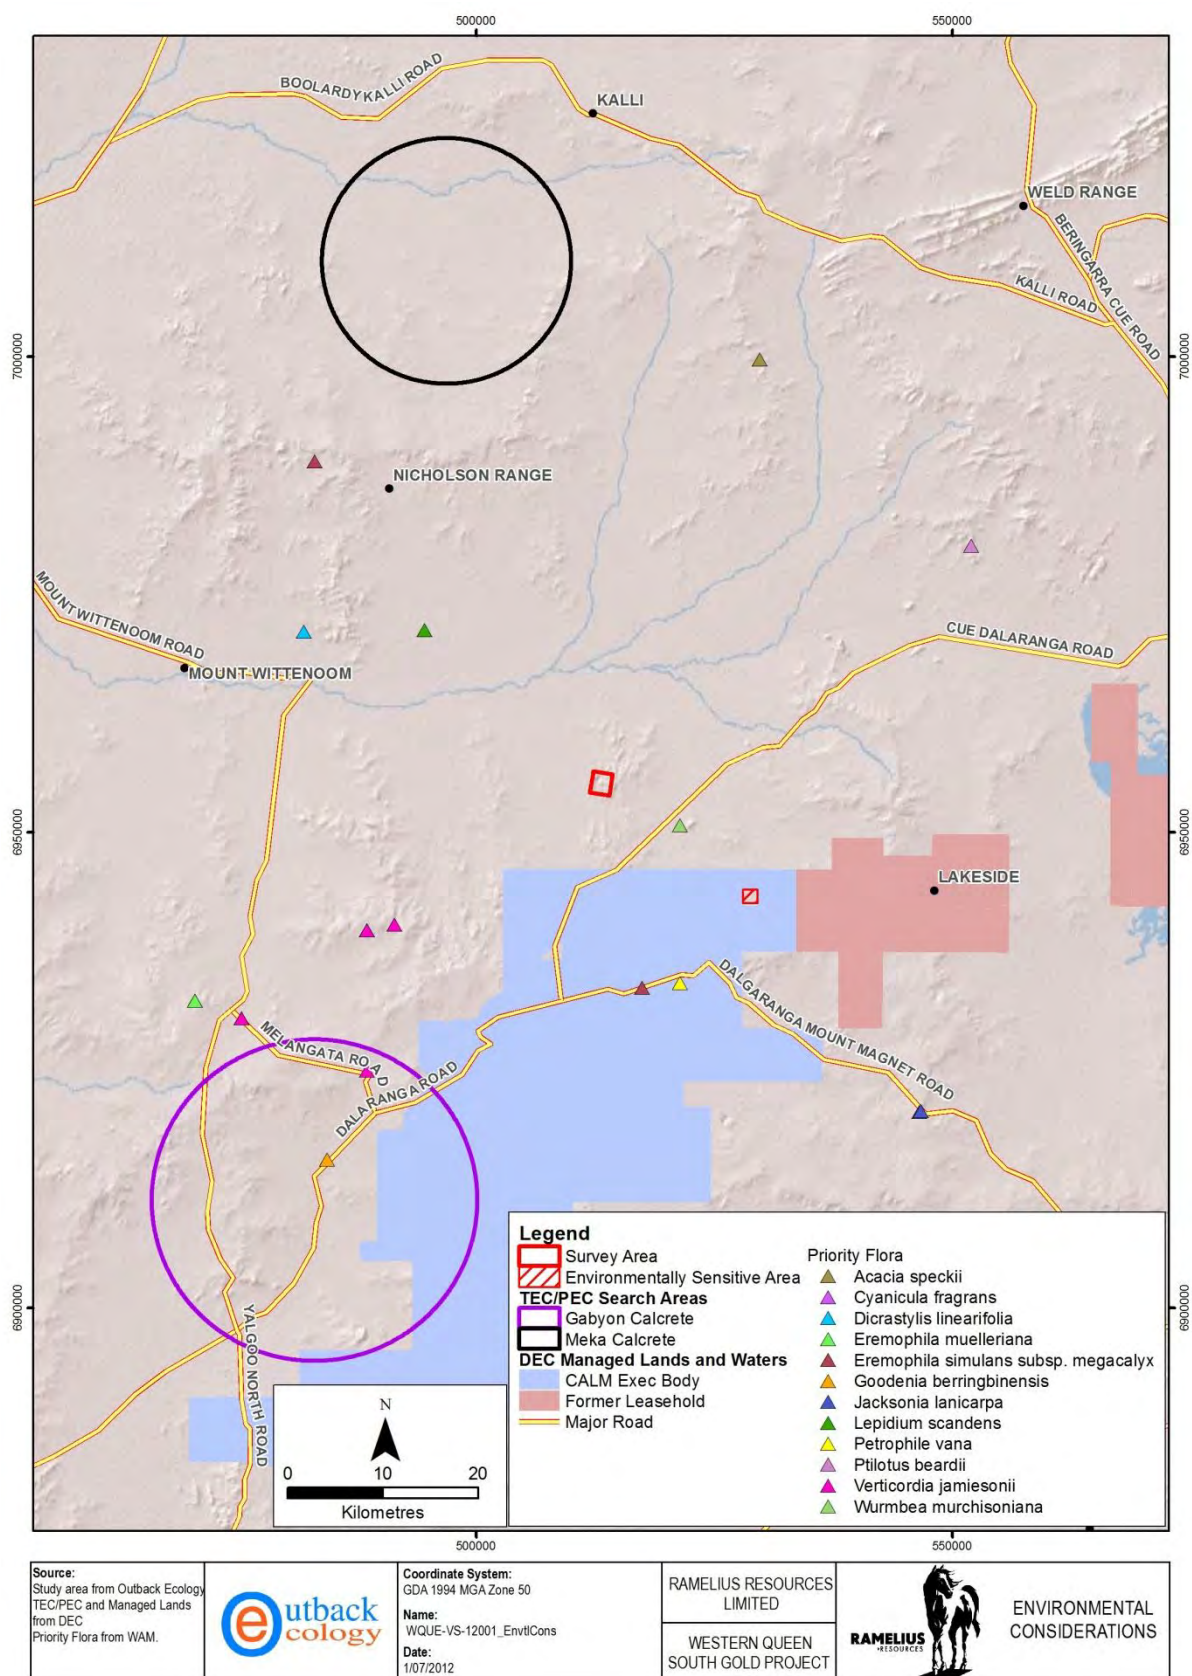 500000
550000
BOOLARDY KALLI ROAD
KALLI
WELD RANGE
BERINGARRA CUE ROAD
KALLI ROAD
7000000
7000000
NICHOLSON RANGE
MOUNT WITTENOOM ROAD
MOUNT WITTENOOM
CUE DALARANGA ROAD
6950000
6950000
LAKESIDE
DALGARANGA MOUNT MAGNET ROAD
MELANGATA ROAD
DALARANGA ROAD
6900000
6900000
YALGOO NORTH ROAD
N
0 10 20
Kilometres
Legend
Survey Area
Environmentally Sensitive Area
TEC/PEC Search Areas
Gabyon Calcrete
Meka Calcrete
DEC Managed Lands and Waters
CALM Exec Body
Former Leasehold
Major Road
Priority Flora
Acacia speckii
Cyanicula fragrans
Dicrastylis linearifolia
Eremophila muelleriana
Eremophila simulans subsp. megacalyx
Goodenia berringbinensis
Jacksonia lanicarpa
Lepidium scandens
Petrophile vana
Ptilotus beardii
Verticordia jamiesonii
Wurmbea murchisoniana
500000
550000
Source:
Study area from Outback Ecology
TEC/PEC and Managed Lands
from DEC
Priority Flora from WAM.
Outback
ecology
Coordinate System:
GDA 1994 MGA Zone 50
Name:
WQUE-VS-12001_EnvtlCons
Date:
1/07/2012
RAMELIUS RESOURCES
LIMITED
WESTERN QUEEN
SOUTH GOLD PROJECT
RAMELIUS
RESOURCES
ENVIRONMENTAL
CONSIDERATIONS